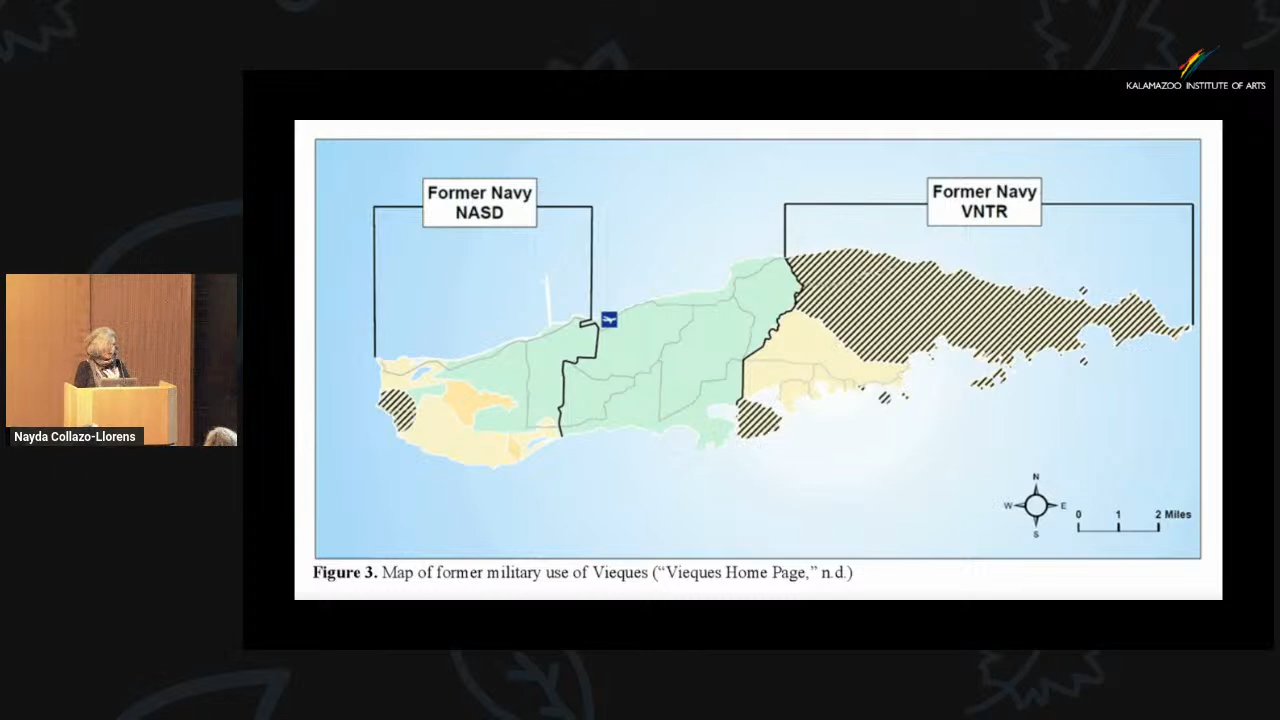 KALAMAZOO INSTITUTE OF ARTS
Former Navy
NASD
Former Navy
VNTR
N
W
E
S
0 1 2 Miles
Figure 3. Map of former military use of Vieques (“Vieques Home Page,” n.d.)
Nayda Collazo-Llorens